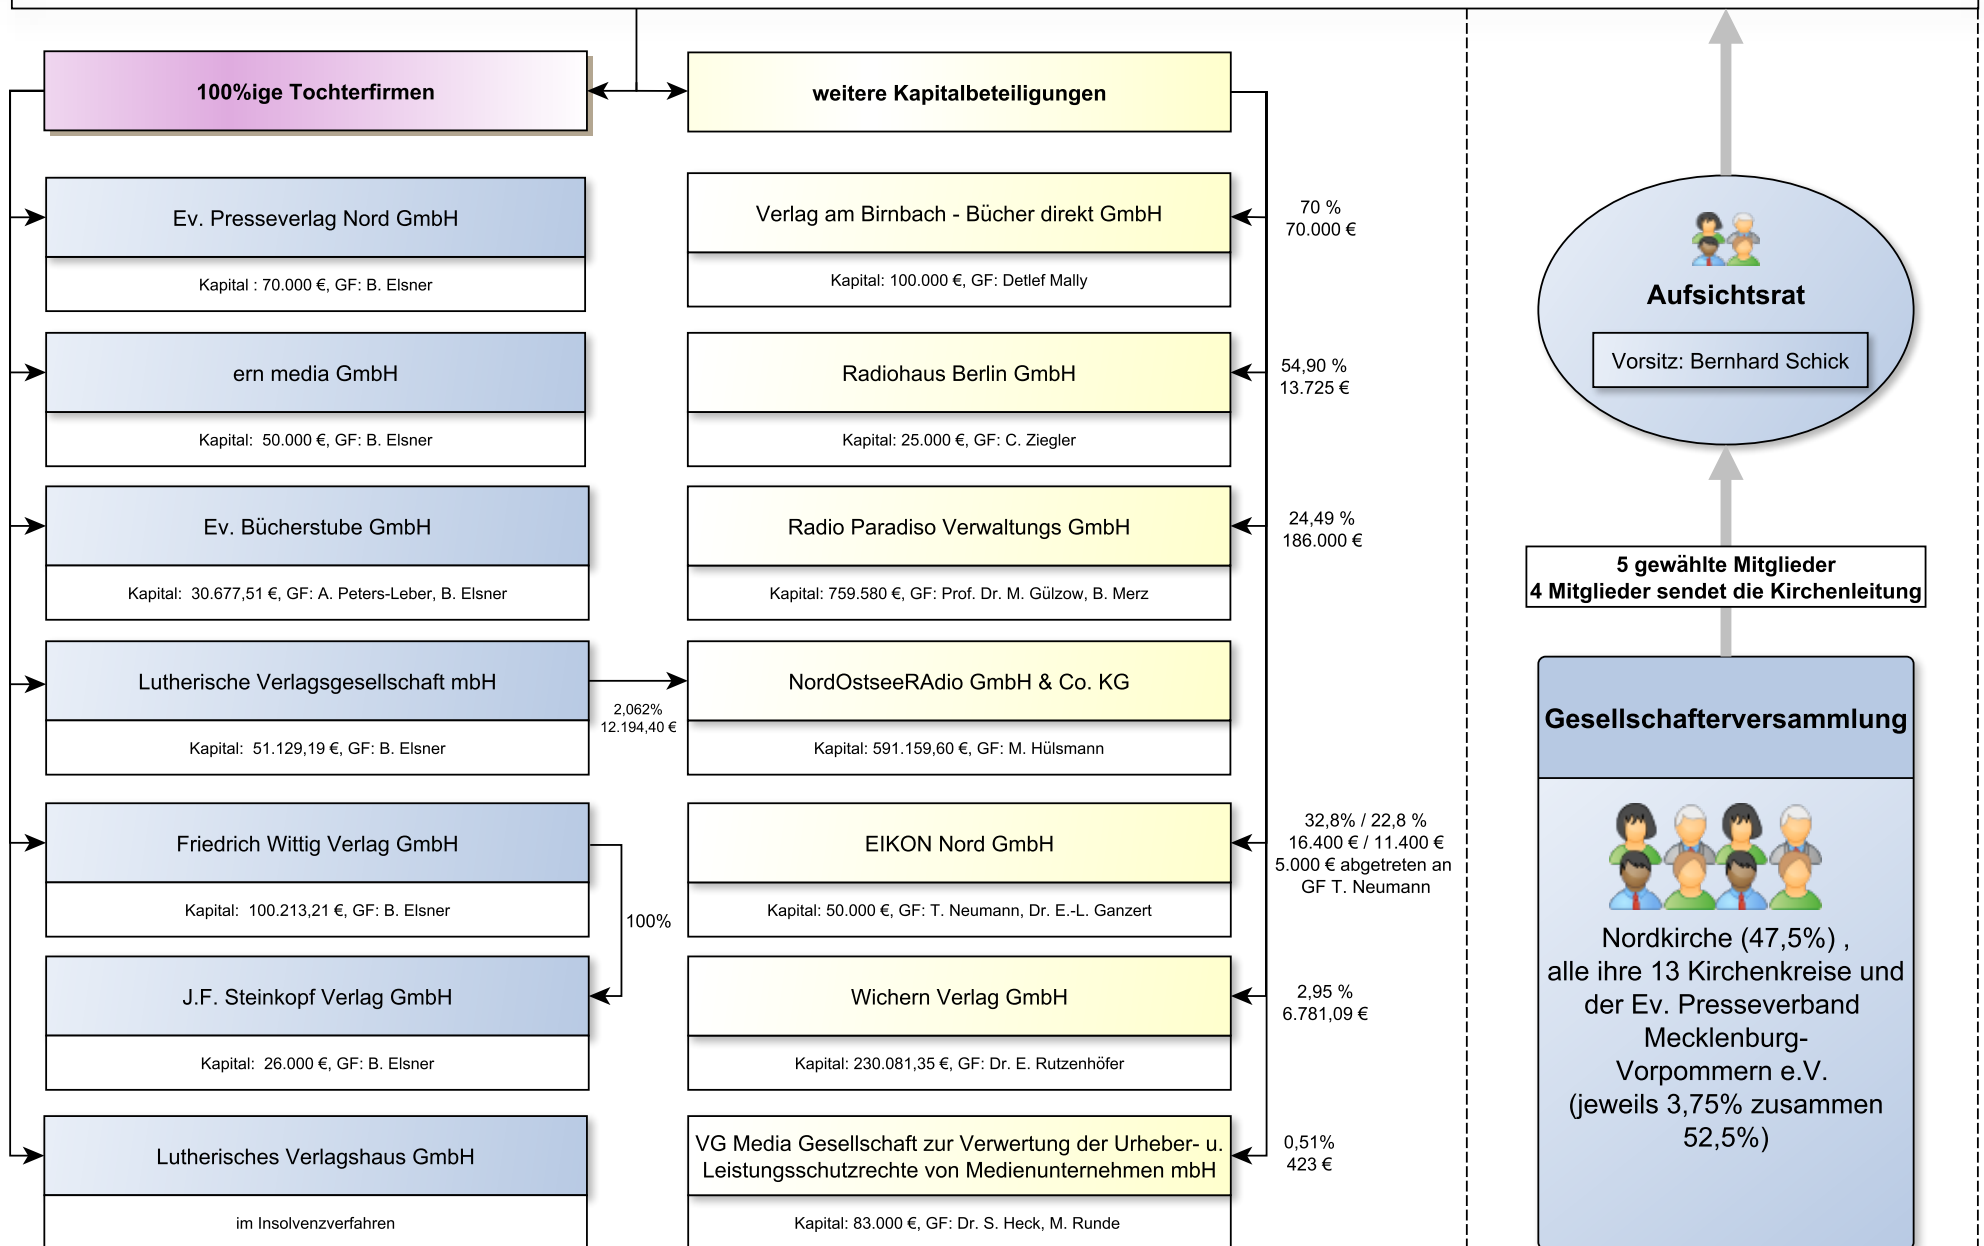 100%ige Tochterfirmen
Ev. Presseverlag Nord GmbH
Kapital : 70.000 €, GF: B. Elsner
ern media GmbH
Kapital:  50.000 €, GF: B. Elsner
Ev. Bücherstube GmbH
Kapital:  30.677,51 €, GF: A. Peters-Leber, B. Elsner
Lutherische Verlagsgesellschaft mbH
Kapital:  51.129,19 €, GF: B. Elsner
2,062%
12.194,40 €
Friedrich Wittig Verlag GmbH
Kapital:  100.213,21 €, GF: B. Elsner
100%
J.F. Steinkopf Verlag GmbH
Kapital:  26.000 €, GF: B. Elsner
Lutherisches Verlagshaus GmbH
im Insolvenzverfahren
weitere Kapitalbeteiligungen
Verlag am Birnbach - Bücher direkt GmbH
Kapital: 100.000 €, GF: Detlef Mally
70 %
70.000 €
Radiohaus Berlin GmbH
Kapital: 25.000 €, GF: C. Ziegler
54,90 %
13.725 €
Radio Paradiso Verwaltungs GmbH
Kapital: 759.580 €, GF: Prof. Dr. M. Gülzow, B. Merz
24,49 %
186.000 €
NordOstseeRAdio GmbH & Co. KG
Kapital: 591.159,60 €, GF: M. Hülsmann
EIKON Nord GmbH
Kapital: 50.000 €, GF: T. Neumann, Dr. E.-L. Ganzert
32,8% / 22,8 %
16.400 € / 11.400 €
5.000 € abgetreten an
GF T. Neumann
Wichern Verlag GmbH
Kapital: 230.081,35 €, GF: Dr. E. Rutzenhöfer
2,95 %
6.781,09 €
VG Media Gesellschaft zur Verwertung der Urheber- u.
Leistungsschutzrechte von Medienunternehmen mbH
Kapital: 83.000 €, GF: Dr. S. Heck, M. Runde
0,51%
423 €
Aufsichtsrat
Vorsitz: Bernhard Schick
5 gewählte Mitglieder
4 Mitglieder sendet die Kirchenleitung
Gesellschafterversammlung
Nordkirche (47,5%) ,
alle ihre 13 Kirchenkreise und
der Ev. Presseverband
Mecklenburg-
Vorpommern e.V.
(jeweils 3,75% zusammen
52,5%)